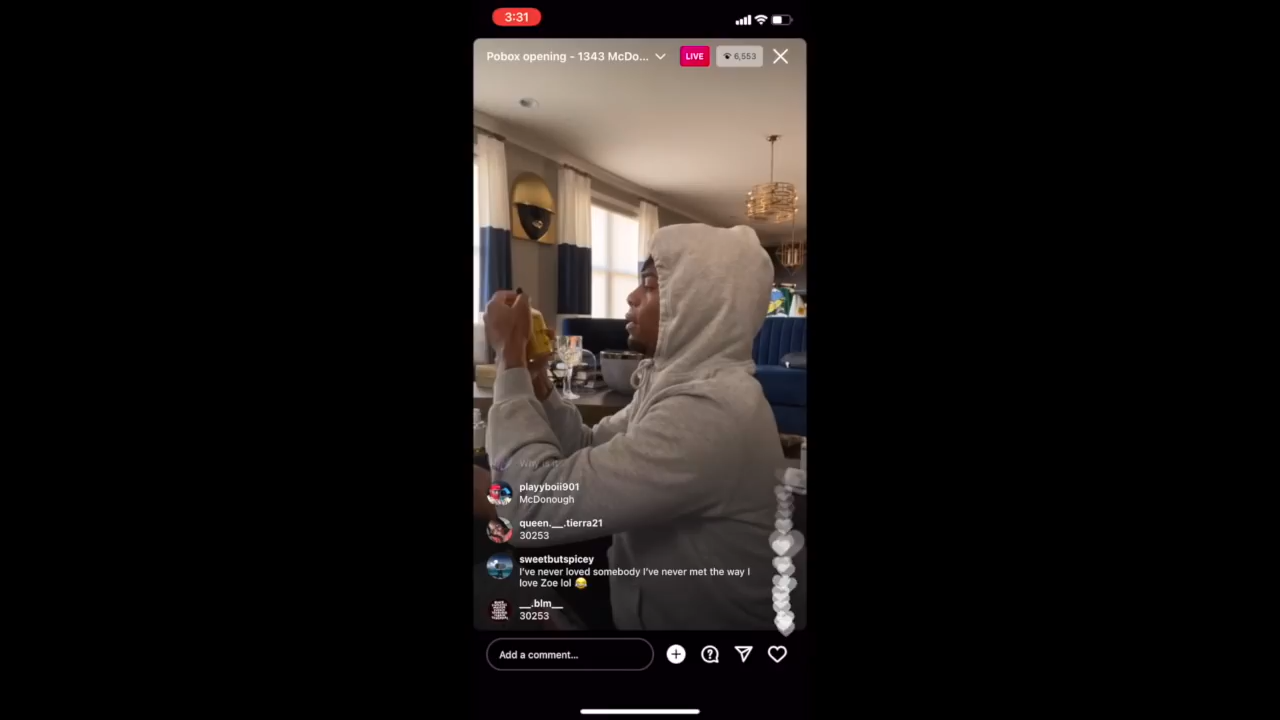 3:31
Pobox opening - 1343 McDo...
LIVE
6,553
playyboii901
McDonough
queen.__.tierra21
30253
sweetbutspicey
I've never loved somebody I've never met the way I
love Zoe lol 😂
__.blm__
30253
Add a comment...